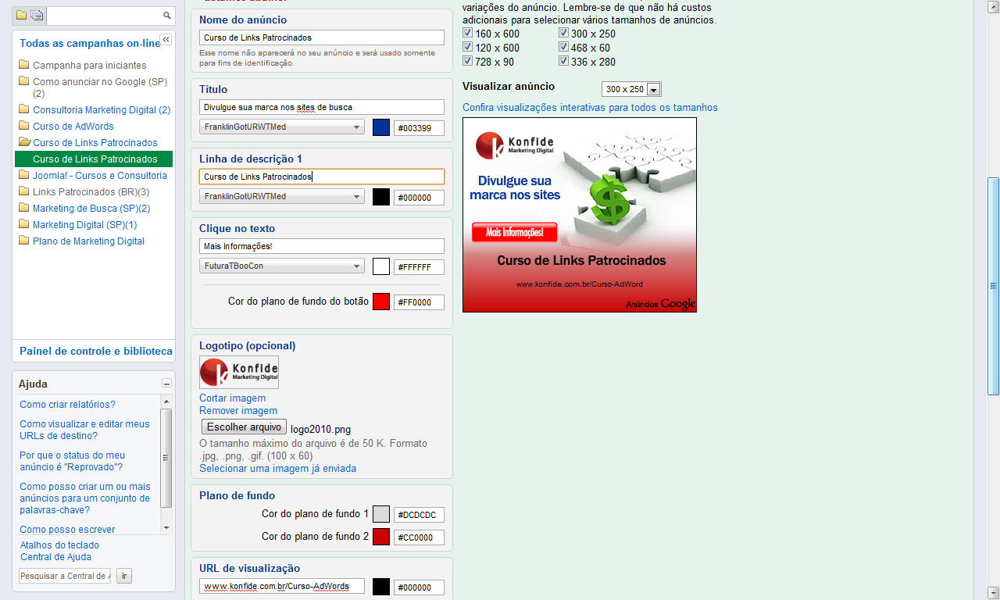 Todas as campanhas on-line
Campanha para iniciantes
Como anunciar no Google (SP)
(2)
Consultoria Marketing Digital (2)
Curso de AdWords
Curso de Links Patrocinados
Curso de Links Patrocinados
Joomla! - Cursos e Consultoria
Links Patrocinados (BR)(3)
Marketing de Busca (SP)(2)
Marketing Digital (SP)(1)
Plano de Marketing Digital
Painel de controle e biblioteca
Ajuda
Como criar relatórios?
Como visualizar e editar meus
URLs de destino?
Por que o status do meu
anúncio é "Reprovado"?
Como posso criar um ou mais
anúncios para um conjunto de
palavras-chave?
Como posso escrever
Atalhos do teclado
Central de Ajuda
Pesquisar a Central de A
Ir
Nome do anúncio
Curso de Links Patrocinados
Esse nome não aparecerá no seu anúncio e será usado somente
para fins de identificação.
Título
Divulgue sua marca nos sites de busca
FranklinGotURWTMed
#003399
Linha de descrição 1
Curso de Links Patrocinados
FranklinGotURWTMed
#000000
Clique no texto
Mais Informações!
FuturaTBooCon
#FFFFFF
Cor do plano de fundo do botão
#FF0000
Logotipo (opcional)
Konfide
Marketing Digital
Cortar imagem
Remover imagem
Escolher arquivo logo2010.png
O tamanho máximo do arquivo é de 50 K. Formato
.jpg, .png, .gif. (100 x 60)
Selecionar uma imagem já enviada
Plano de fundo
Cor do plano de fundo 1 #DCDCDC
Cor do plano de fundo 2 #CC0000
URL de visualização
www.konfide.com.br/Curso-AdWords
#000000
variações do anúncio. Lembre-se de que não há custos
adicionais para selecionar vários tamanhos de anúncios.
160 x 600 300 x 250
120 x 600 468 x 60
728 x 90 336 x 280
Visualizar anúncio 300 x 250
Confira visualizações interativas para todos os tamanhos
Konfide
Marketing Digital
Divulgue sua
marca nos sites
$
Mais Informações!
Curso de Links Patrocinados
www.konfide.com.br/Curso-AdWord
Anúncios Google